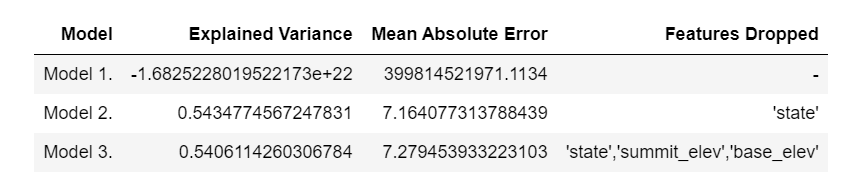 Model Explained Variance Mean Absolute Error Features Dropped
Model 1. -1.6825228019522173e+22 399814521971.1134 -
Model 2. 0.5434774567247831 7.164077313788439 'state'
Model 3. 0.5406114260306784 7.279453933223103 'state','summit_elev','base_elev'